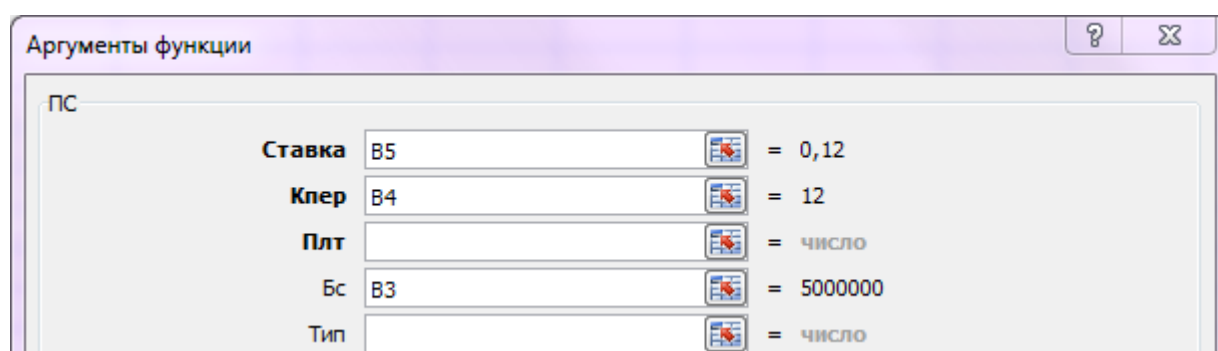 Аргументы функции
ПС
Ставка B5 = 0,12
Кпер B4 = 12
Плт = число
Бс B3 = 5000000
Тип = число